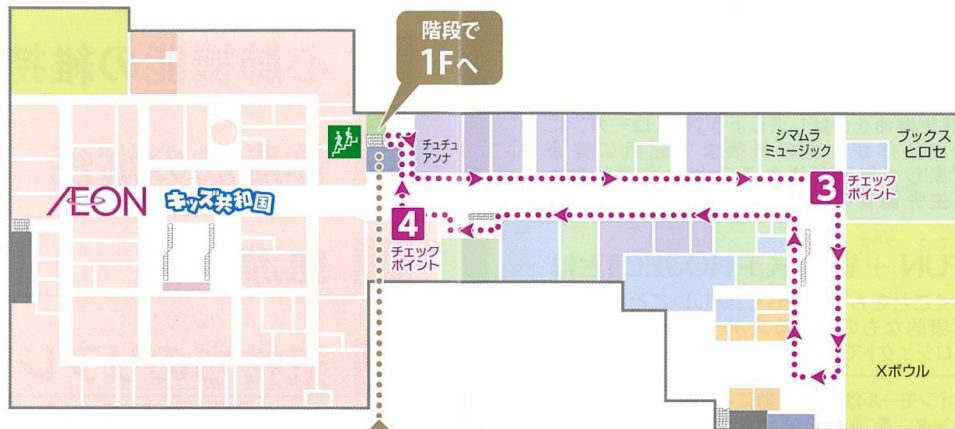 階段で
1Fへ
チュチュ
アンナ
シマムラ
ミュージック
ブックス
ヒロセ
ÆON
キッズ共和国
3
チェック
ポイント
4
チェック
ポイント
Xボウル